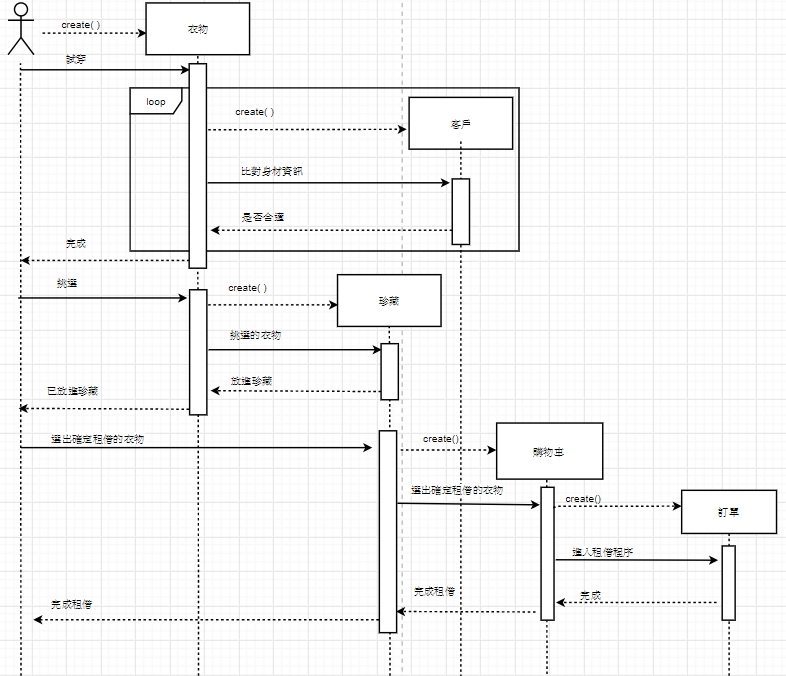 create( )
衣物
試穿
loop
create( )
客戶
比對身材資訊
是否合適
完成
挑選
create( )
珍藏
挑選的衣物
放進珍藏
已放進珍藏
選出確定租借的衣物
create()
購物車
選出確定租借的衣物
create()
訂單
進入租借程序
完成
完成租借
完成租借